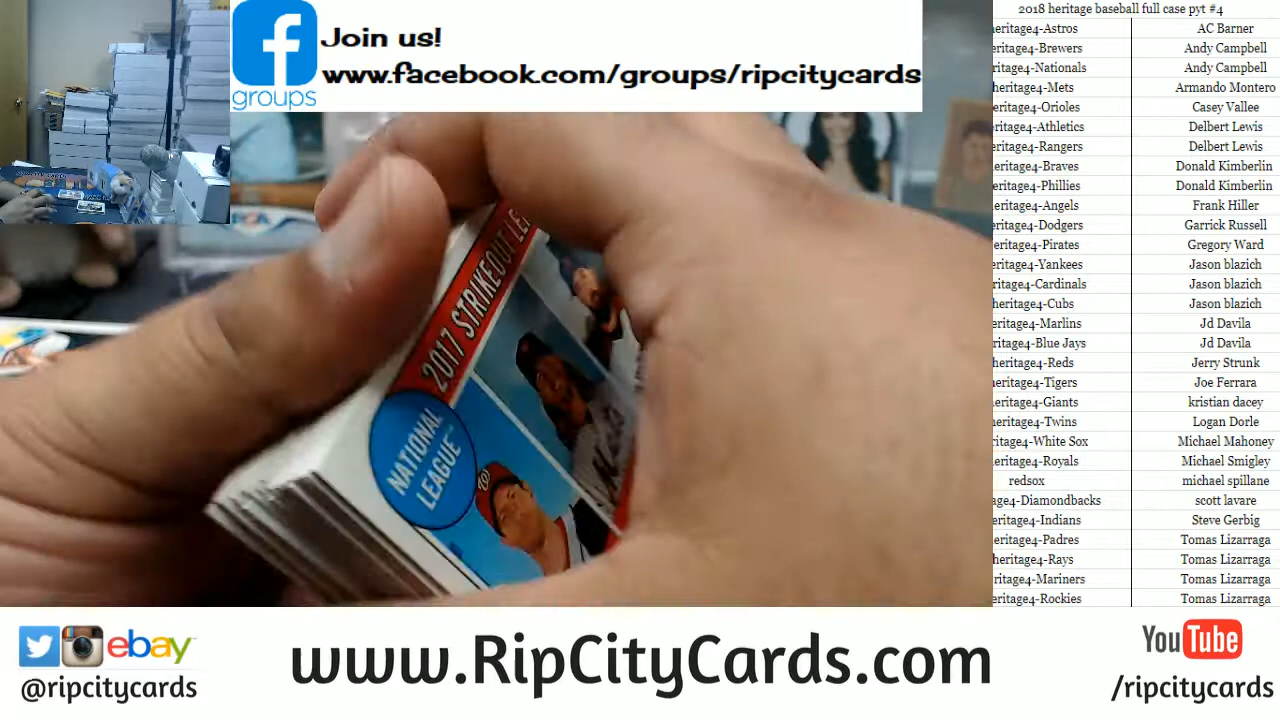 Join us!
www.facebook.com/groups/ripcitycards
groups
2017 STRIKEOUT LE
NATIONAL
LEAGUE
W
2018 heritage baseball full case pyt #4
heritage4-Astros AC Barner
eritage4-Brewers Andy Campbell
ritage4-Nationals Andy Campbell
heritage4-Mets Armando Montero
eritage4-Orioles Casey Vallee
eritage4-Athletics Delbert Lewis
eritage4-Rangers Delbert Lewis
heritage4-Braves Donald Kimberlin
eritage4-Phillies Donald Kimberlin
eritage4-Angels Frank Hiller
eritage4-Dodgers Garrick Russell
eritage4-Pirates Gregory Ward
eritage4-Yankees Jason blazich
eritage4-Cardinals Jason blazich
heritage4-Cubs Jason blazich
eritage4-Marlins Jd Davila
eritage4-Blue Jays Jd Davila
heritage4-Reds Jerry Strunk
eritage4-Tigers Joe Ferrara
eritage4-Giants kristian dacey
eritage4-Twins Logan Dorle
ritage4-White Sox Michael Mahoney
eritage4-Royals Michael Smigley
redsox michael spillane
age4-Diamondbacks scott lavare
eritage4-Indians Steve Gerbig
eritage4-Padres Tomas Lizarraga
heritage4-Rays Tomas Lizarraga
ritage4-Mariners Tomas Lizarraga
eritage4-Rockies Tomas Lizarraga
ebay
@ripcitycards
www.RipCityCards.com
YouTube
/ripcitycards